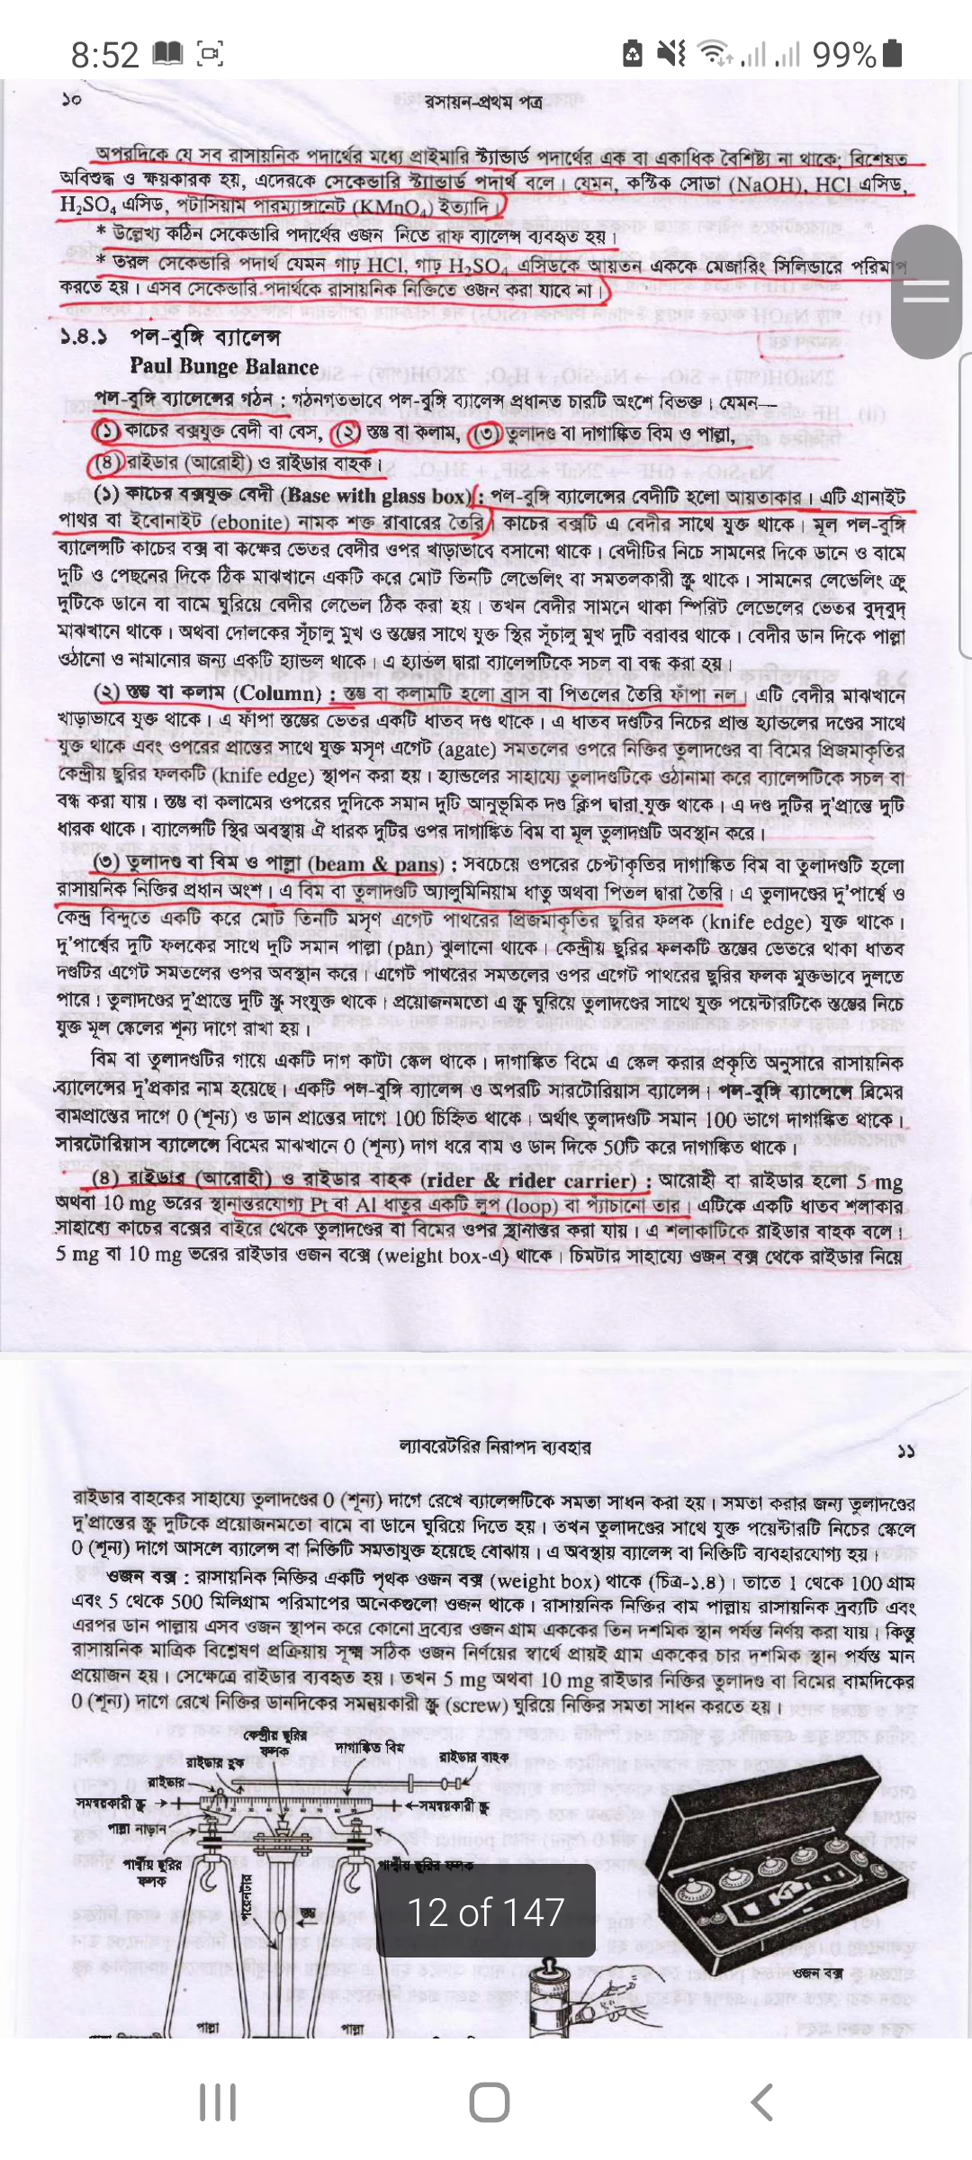 8:52
99%
১০
রসায়ন-প্রথম পত্র
অপরদিকে যে সব রাসায়নিক পদার্থের মধ্যে প্রাইমারি স্ট্যান্ডার্ড পদার্থের এক বা একাধিক বৈশিষ্ট্য না থাকে; বিশেষত
অবিশুদ্ধ ও ক্ষয়কারক হয়, এদেরকে সেকেন্ডারি স্ট্যান্ডার্ড পদার্থ বলে। যেমন, কস্টিক সোডা (NaOH), HCl এসিড,
H₂SO₄ এসিড, পটাসিয়াম পারম্যাঙ্গানেট (KMnO₄) ইত্যাদি।
* উল্লেখ্য কঠিন সেকেন্ডারি পদার্থের ওজন নিতে রাফ ব্যালেন্স ব্যবহৃত হয়।
* তরল সেকেন্ডারি পদার্থ যেমন গাঢ় HCl, গাঢ় H₂SO₄ এসিডকে আয়তন এককে মেজারিং সিলিন্ডারে পরিমাপ
করতে হয়। এসব সেকেন্ডারি পদার্থকে রাসায়নিক নিক্তিতে ওজন করা যাবে না।
১.৪.১ পল-বুঙ্গি ব্যালেন্স
Paul Bunge Balance
পল-বুঙ্গি ব্যালেন্সের গঠন : গঠনগতভাবে পল-বুঙ্গি ব্যালেন্স প্রধানত চারটি অংশে বিভক্ত। যেমন—
(১) কাচের বক্সযুক্ত বেদী বা বেস, (২) স্তম্ভ বা কলাম, (৩) তুলাদণ্ড বা দাগাঙ্কিত বিম ও পাল্লা,
(৪) রাইডার (আরোহী) ও রাইডার বাহক।
(১) কাচের বক্সযুক্ত বেদী (Base with glass box) : পল-বুঙ্গি ব্যালেন্সের বেদীটি হলো আয়তাকার। এটি গ্রানাইট
পাথর বা ইবোনাইট (ebonite) নামক শক্ত রাবারের তৈরি। কাচের বক্সটি এ বেদীর সাথে যুক্ত থাকে। মূল পল-বুঙ্গি
ব্যালেন্সটি কাচের বক্স বা কক্ষের ভেতর বেদীর ওপর খাড়াভাবে বসানো থাকে। বেদীটির নিচে সামনের দিকে ডানে ও বামে
দুটি ও পেছনের দিকে ঠিক মাঝখানে একটি করে মোট তিনটি লেভেলিং বা সমতলকারী স্ক্রু থাকে। সামনের লেভেলিং স্ক্রু
দুটিকে ডানে বা বামে ঘুরিয়ে বেদীর লেভেল ঠিক করা হয়। তখন বেদীর সামনে থাকা স্পিরিট লেভেলের ভেতর বুদ্‌বুদ্
মাঝখানে থাকে। অথবা দোলকের সূঁচালু মুখ ও স্তম্ভের সাথে যুক্ত স্থির সূঁচালু মুখ দুটি বরাবর থাকে। বেদীর ডান দিকে পাল্লা
ওঠানো ও নামানোর জন্য একটি হ্যান্ডল থাকে। এ হ্যান্ডল দ্বারা ব্যালেন্সটিকে সচল বা বন্ধ করা হয়।
(২) স্তম্ভ বা কলাম (Column) : স্তম্ভ বা কলামটি হলো ব্রাস বা পিতলের তৈরি ফাঁপা নল। এটি বেদীর মাঝখানে
খাড়াভাবে যুক্ত থাকে। এ ফাঁপা স্তম্ভের ভেতর একটি ধাতব দণ্ড থাকে। এ ধাতব দণ্ডটির নিচের প্রান্ত হ্যান্ডলের দণ্ডের সাথে
যুক্ত থাকে এবং ওপরের প্রান্তের সাথে যুক্ত মসৃণ এগেট (agate) সমতলের ওপরে নিক্তির তুলাদণ্ডের বা বিমের প্রিজমাকৃতির
কেন্দ্রীয় ছুরির ফলকটি (knife edge) স্থাপন করা হয়। হ্যান্ডলের সাহায্যে তুলাদণ্ডটিকে ওঠানামা করে ব্যালেন্সটিকে সচল বা
বন্ধ করা যায়। স্তম্ভ বা কলামের ওপরের দুদিকে সমান দুটি আনুভূমিক দণ্ড ক্লিপ দ্বারা যুক্ত থাকে। এ দণ্ড দুটির দু'প্রান্তে দুটি
ধারক থাকে। ব্যালেন্সটি স্থির অবস্থায় ঐ ধারক দুটির ওপর দাগাঙ্কিত বিম বা মূল তুলাদণ্ডটি অবস্থান করে।
(৩) তুলাদণ্ড বা বিম ও পাল্লা (beam & pans) : সবচেয়ে ওপরের চেপ্টাকৃতির দাগাঙ্কিত বিম বা তুলাদণ্ডটি হলো
রাসায়নিক নিক্তির প্রধান অংশ। এ বিম বা তুলাদণ্ডটি অ্যালুমিনিয়াম ধাতু অথবা পিতল দ্বারা তৈরি। এ তুলাদণ্ডের দু'পার্শ্বে ও
কেন্দ্র বিন্দুতে একটি করে মোট তিনটি মসৃণ এগেট পাথরের প্রিজমাকৃতির ছুরির ফলক (knife edge) যুক্ত থাকে।
দু'পার্শ্বের দুটি ফলকের সাথে দুটি সমান পাল্লা (pan) ঝুলানো থাকে। কেন্দ্রীয় ছুরির ফলকটি স্তম্ভের ভেতরে থাকা ধাতব
দণ্ডটির এগেট সমতলের ওপর অবস্থান করে। এগেট পাথরের সমতলের ওপর এগেট পাথরের ছুরির ফলক মুক্তভাবে দুলতে
পারে। তুলাদণ্ডের দু'প্রান্তে দুটি স্ক্রু সংযুক্ত থাকে। প্রয়োজনমতো এ স্ক্রু ঘুরিয়ে তুলাদণ্ডের সাথে যুক্ত পয়েন্টারটিকে স্তম্ভের নিচে
যুক্ত মূল স্কেলের শূন্য দাগে রাখা হয়।
বিম বা তুলাদণ্ডটির গায়ে একটি দাগ কাটা স্কেল থাকে। দাগাঙ্কিত বিমে এ স্কেল করার প্রকৃতি অনুসারে রাসায়নিক
ব্যালেন্সের দু'প্রকার নাম হয়েছে। একটি পল-বুঙ্গি ব্যালেন্স ও অপরটি সারটোরিয়াস ব্যালেন্স। পল-বুঙ্গি ব্যালেন্সে বিমের
বামপ্রান্তের দাগে 0 (শূন্য) ও ডান প্রান্তের দাগে 100 চিহ্নিত থাকে। অর্থাৎ তুলাদণ্ডটি সমান 100 ভাগে দাগাঙ্কিত থাকে।
সারটোরিয়াস ব্যালেন্সে বিমের মাঝখানে 0 (শূন্য) দাগ ধরে বাম ও ডান দিকে 50টি করে দাগাঙ্কিত থাকে।
(৪) রাইডার (আরোহী) ও রাইডার বাহক (rider & rider carrier) : আরোহী বা রাইডার হলো 5 mg
অথবা 10 mg ভরের স্থানান্তরযোগ্য Pt বা Al ধাতুর একটি লুপ (loop) বা প্যাঁচানো তার। এটিকে একটি ধাতব শলাকার
সাহায্যে কাচের বক্সের বাইরে থেকে তুলাদণ্ডের বা বিমের ওপর স্থানান্তর করা যায়। এ শলাকাটিকে রাইডার বাহক বলে।
5 mg বা 10 mg ভরের রাইডার ওজন বক্সে (weight box-এ) থাকে। চিমটার সাহায্যে ওজন বক্স থেকে রাইডার নিয়ে
ল্যাবরেটরির নিরাপদ ব্যবহার
১১
রাইডার বাহকের সাহায্যে তুলাদণ্ডের 0 (শূন্য) দাগে রেখে ব্যালেন্সটিকে সমতা সাধন করা হয়। সমতা করার জন্য তুলাদণ্ডের
দু'প্রান্তের স্ক্রু দুটিকে প্রয়োজনমতো বামে বা ডানে ঘুরিয়ে দিতে হয়। তখন তুলাদণ্ডের সাথে যুক্ত পয়েন্টারটি নিচের স্কেলে
0 (শূন্য) দাগে আসলে ব্যালেন্স বা নিক্তিটি সমতাযুক্ত হয়েছে বোঝায়। এ অবস্থায় ব্যালেন্স বা নিক্তিটি ব্যবহারযোগ্য হয়।
ওজন বক্স : রাসায়নিক নিক্তির একটি পৃথক ওজন বক্স (weight box) থাকে (চিত্র-১.৪)। তাতে 1 থেকে 100 গ্রাম
এবং 5 থেকে 500 মিলিগ্রাম পরিমাপের অনেকগুলো ওজন থাকে। রাসায়নিক নিক্তির বাম পাল্লায় রাসায়নিক দ্রব্যটি এবং
এরপর ডান পাল্লায় এসব ওজন স্থাপন করে কোনো দ্রব্যের ওজন গ্রাম এককের তিন দশমিক স্থান পর্যন্ত নির্ণয় করা যায়। কিন্তু
রাসায়নিক মাত্রিক বিশ্লেষণ প্রক্রিয়ায় সূক্ষ্ম সঠিক ওজন নির্ণয়ের স্বার্থে প্রায়ই গ্রাম এককের চার দশমিক স্থান পর্যন্ত মান
প্রয়োজন হয়। সেক্ষেত্রে রাইডার ব্যবহৃত হয়। তখন 5 mg অথবা 10 mg রাইডার নিক্তির তুলাদণ্ড বা বিমের বামদিকের
0 (শূন্য) দাগে রেখে নিক্তির ডানদিকের সমন্বয়কারী স্ক্রু (screw) ঘুরিয়ে নিক্তির সমতা সাধন করতে হয়।
কেন্দ্রীয় ছুরির
ফলক
দাগাঙ্কিত বিম
রাইডার বাহক
রাইডার হুক
রাইডার
সমন্বয়কারী স্ক্রু
সমন্বয়কারী স্ক্রু
পাল্লা নাড়ান
পার্শ্বীয় ছুরির
ফলক
পার্শ্বীয় ছুরির ফলক
পয়েন্টার
স্তম্ভ
12 of 147
ওজন বক্স
পাল্লা
পাল্লা